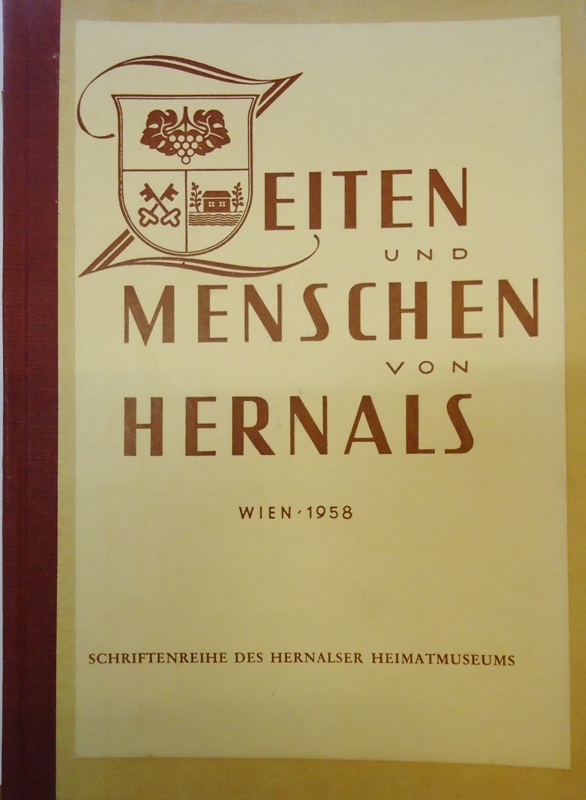 ZEITEN
UND
MENSCHEN
VON
HERNALS
WIEN · 1958
SCHRIFTENREIHE DES HERNALSER HEIMATMUSEUMS